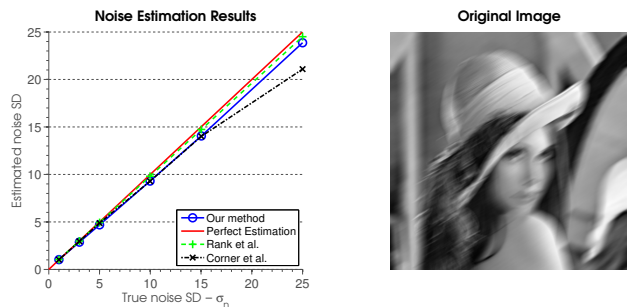 Noise Estimation Results
25
20
15
10
5
0
Estimated noise SD
Our method
Perfect Estimation
Rank et al.
Corner et al.
0 5 10 15 20 25
True noise SD – σn
Original Image